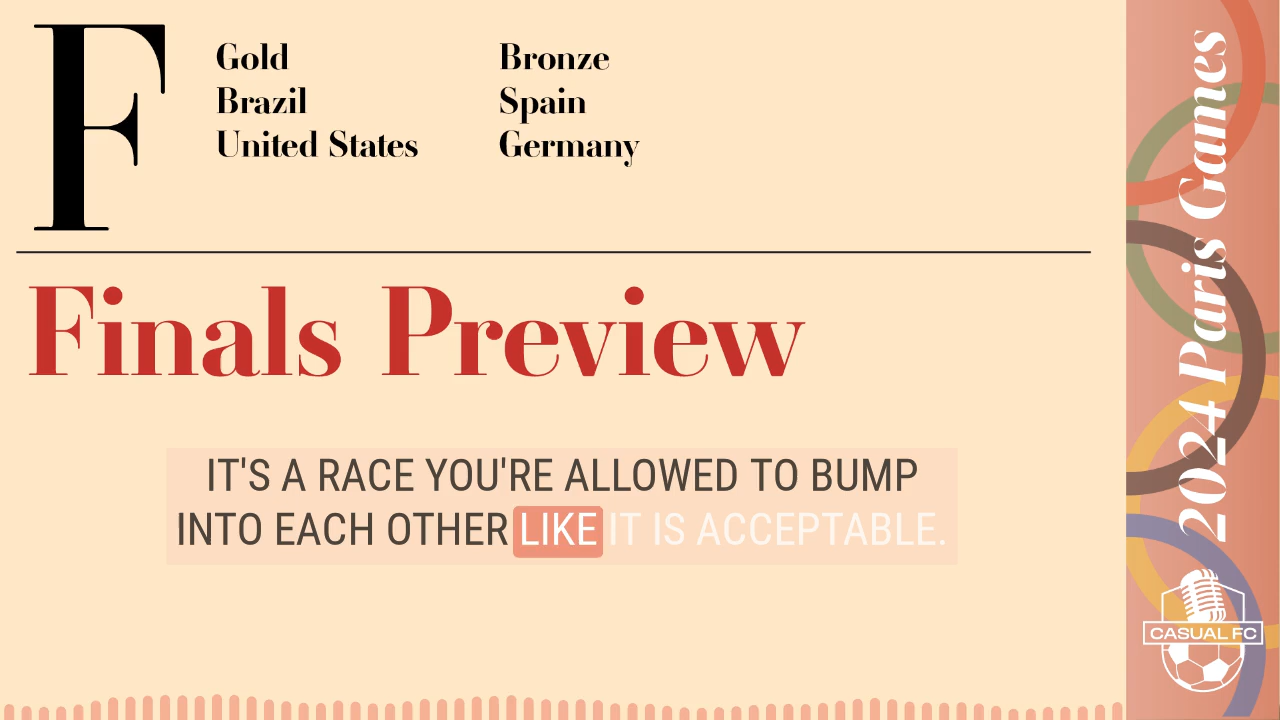 F
Gold
Brazil
United States
Bronze
Spain
Germany
Finals Preview
IT'S A RACE YOU'RE ALLOWED TO BUMP
INTO EACH OTHER LIKE IT IS ACCEPTABLE.
2024 Paris Games
CASUAL FC